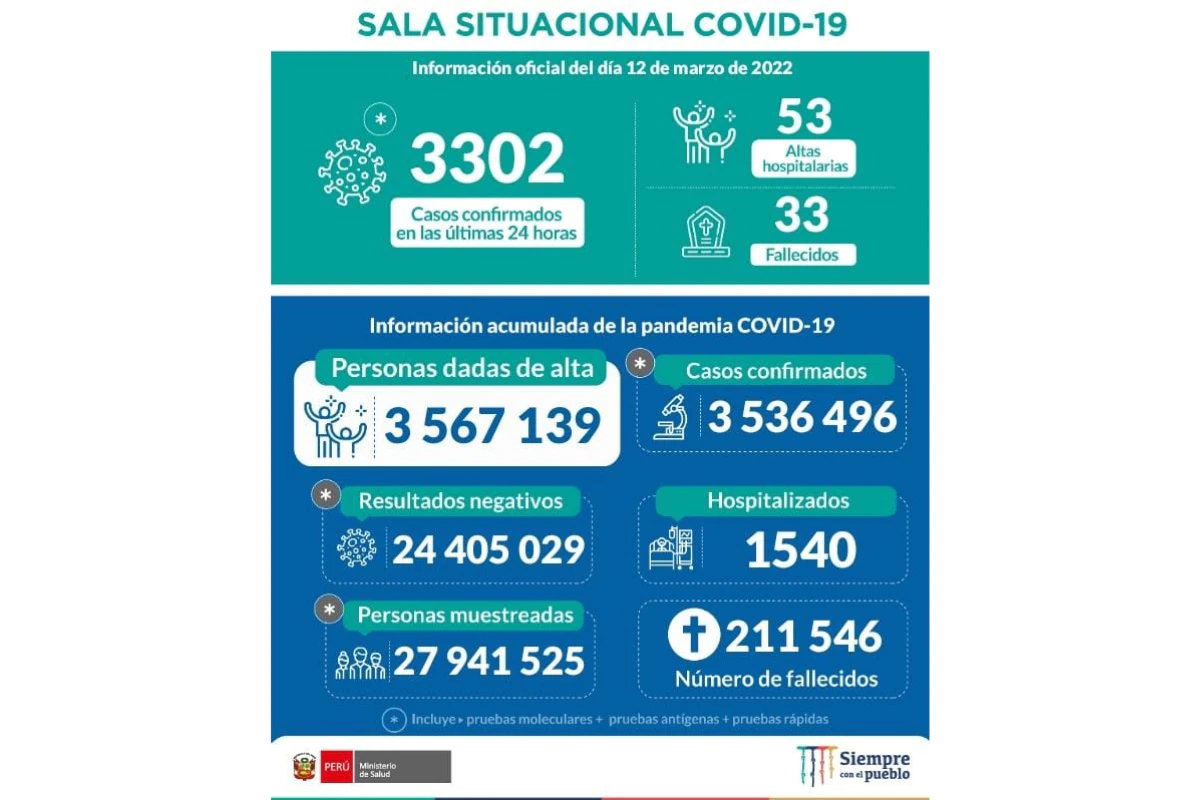 SALA SITUACIONAL COVID-19
Información oficial del día 12 de marzo de 2022
*
3302
Casos confirmados
en las últimas 24 horas
53
Altas
hospitalarias
33
Fallecidos
Información acumulada de la pandemia COVID-19
Personas dadas de alta
3 567 139
*
Casos confirmados
3 536 496
*
Resultados negativos
24 405 029
Hospitalizados
1540
*
Personas muestreadas
27 941 525
211 546
Número de fallecidos
* Incluye ▸ pruebas moleculares + pruebas antígenas + pruebas rápidas
PERÚ
Ministerio
de Salud
Siempre
con el pueblo